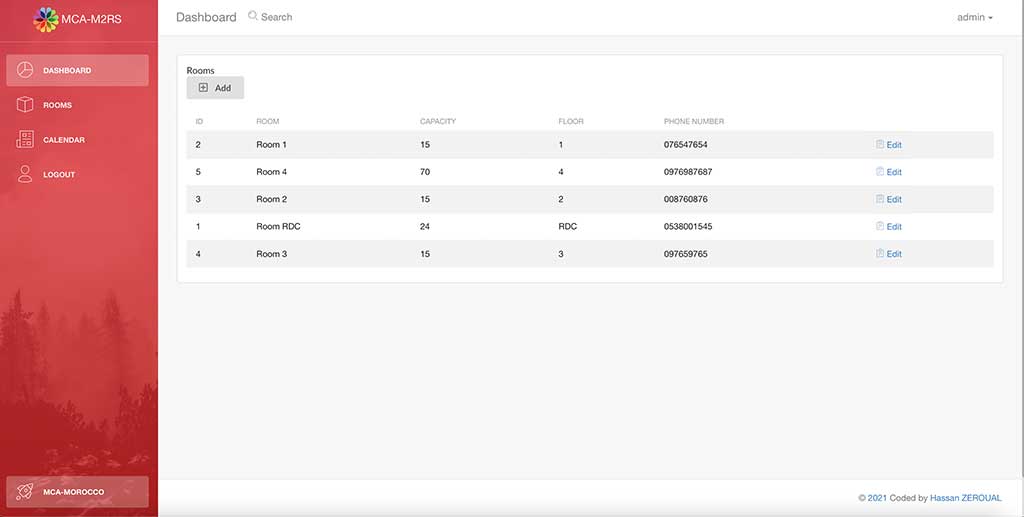 MCA-M2RS
DASHBOARD
ROOMS
CALENDAR
LOGOUT
MCA-MOROCCO
Dashboard Search admin
Rooms
Add
ID ROOM CAPACITY FLOOR PHONE NUMBER
2 Room 1 15 1 076547654 Edit
5 Room 4 70 4 0976987687 Edit
3 Room 2 15 2 008760876 Edit
1 Room RDC 24 RDC 0538001545 Edit
4 Room 3 15 3 097659765 Edit
© 2021 Coded by Hassan ZEROUAL